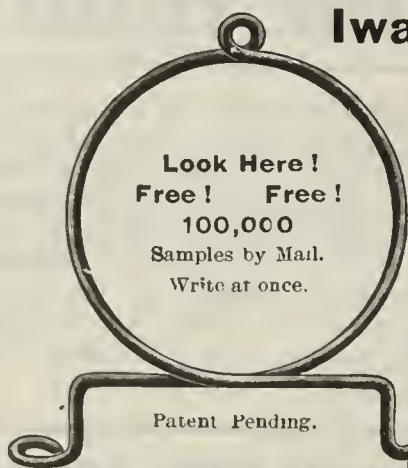 Iwa
Look Here !
Free ! Free !
100,000
Samples by Mail.
Write at once.
Patent Pending.